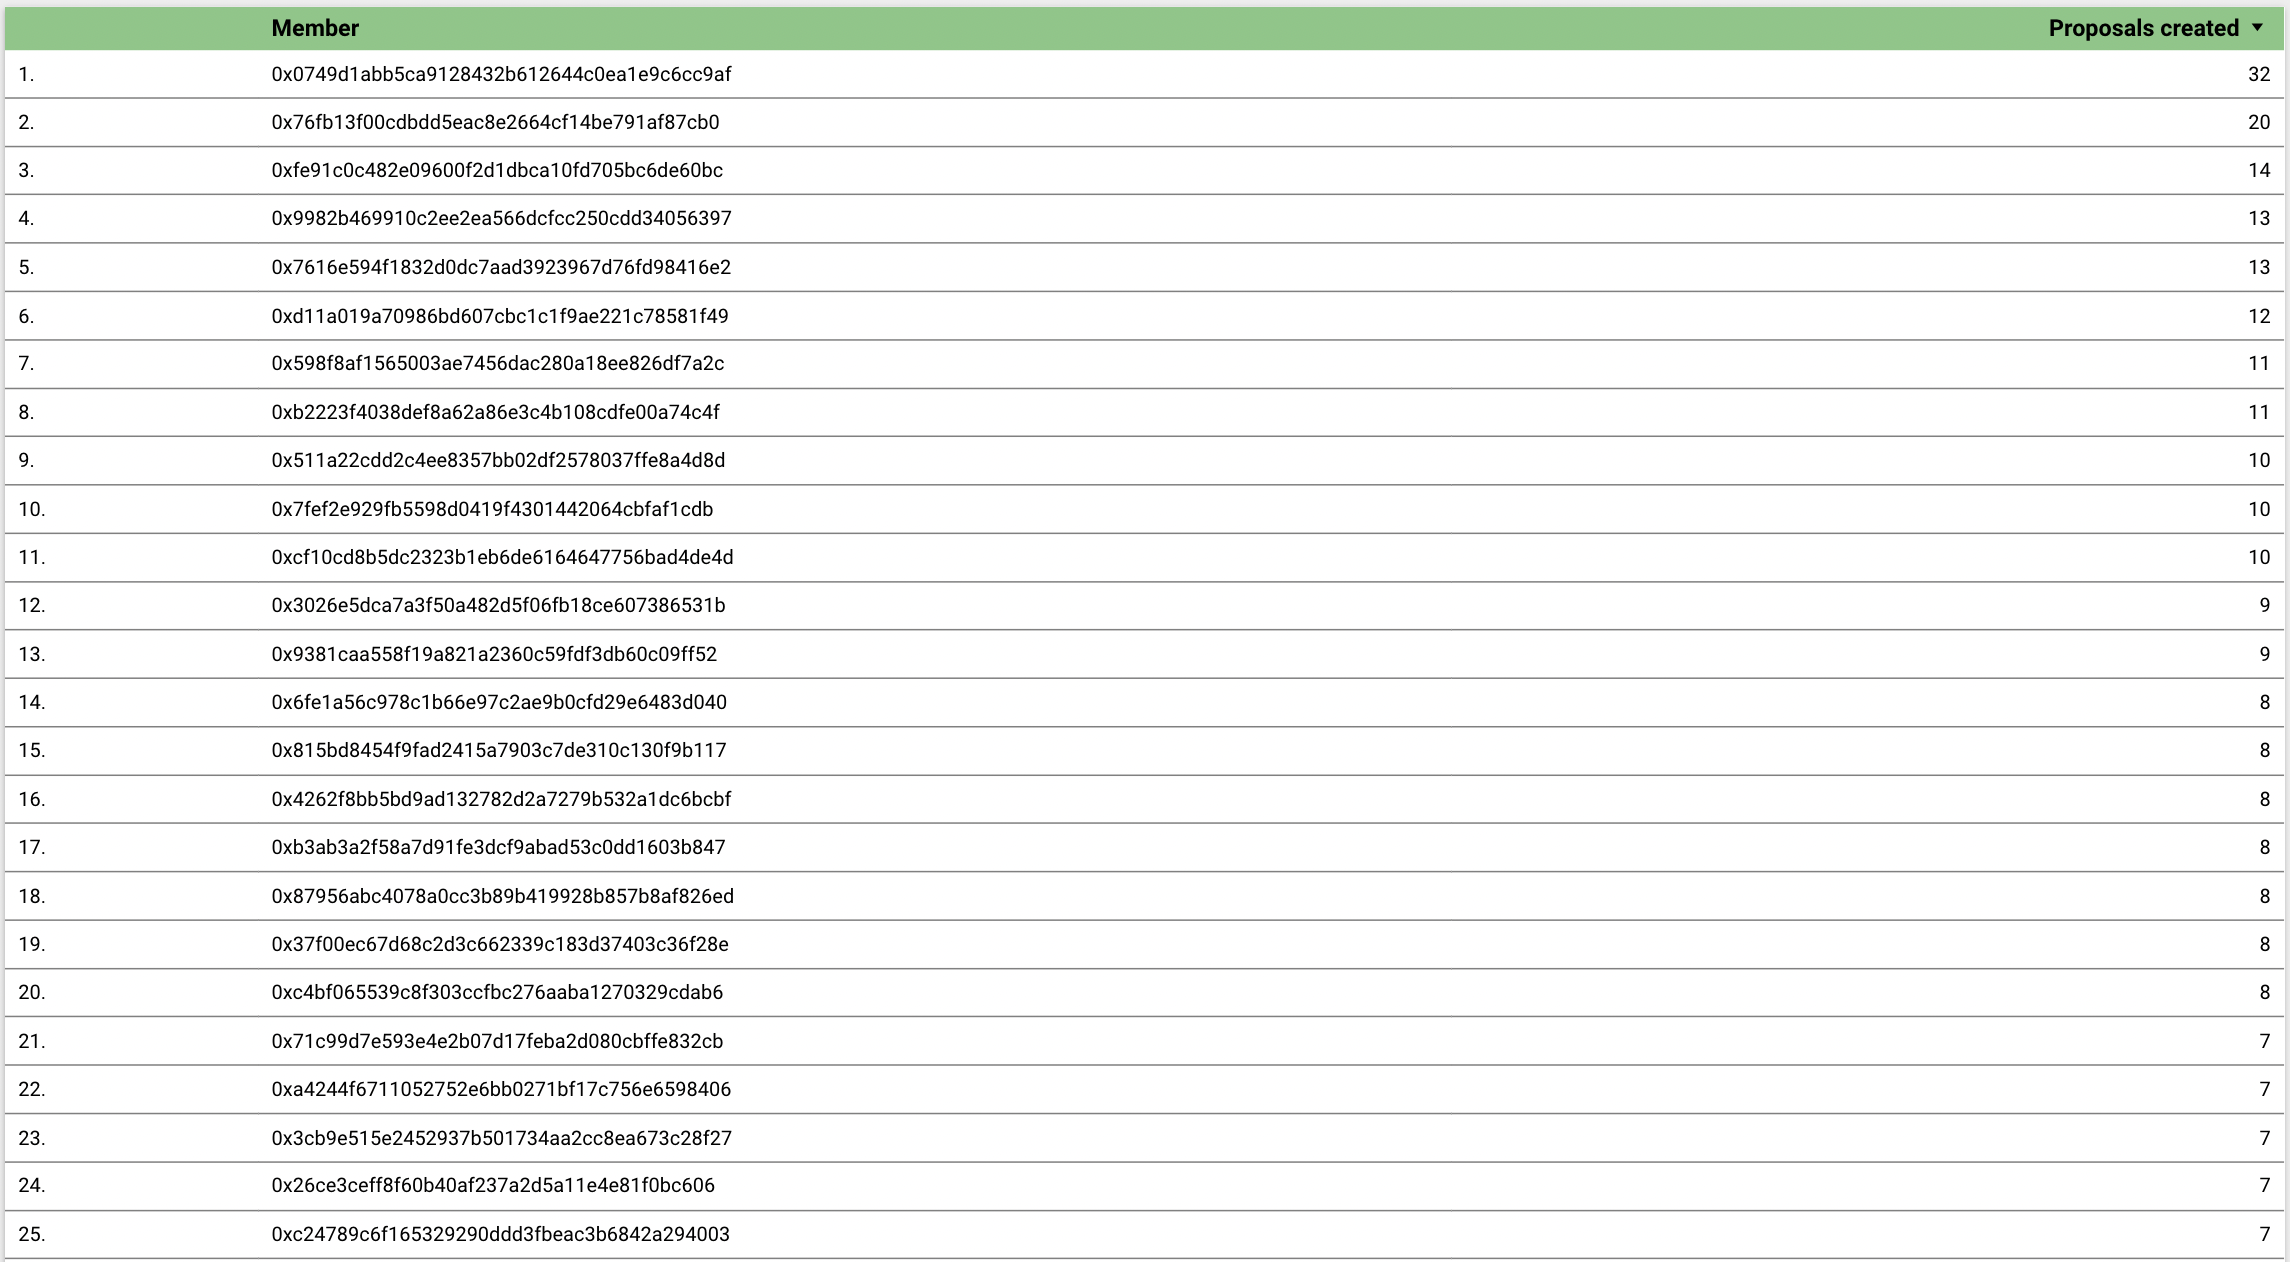 Member Proposals created ▼
1. 0x0749d1abb5ca9128432b612644c0ea1e9c6cc9af 32
2. 0x76fb13f00cdbdd5eac8e2664cf14be791af87cb0 20
3. 0xfe91c0c482e09600f2d1dbca10fd705bc6de60bc 14
4. 0x9982b469910c2ee2ea566dcfcc250cdd34056397 13
5. 0x7616e594f1832d0dc7aad3923967d76fd98416e2 13
6. 0xd11a019a70986bd607cbc1c1f9ae221c78581f49 12
7. 0x598f8af1565003ae7456dac280a18ee826df7a2c 11
8. 0xb2223f4038def8a62a86e3c4b108cdfe00a74c4f 11
9. 0x511a22cdd2c4ee8357bb02df2578037ffe8a4d8d 10
10. 0x7fef2e929fb5598d0419f4301442064cbfaf1cdb 10
11. 0xcf10cd8b5dc2323b1eb6de6164647756bad4de4d 10
12. 0x3026e5dca7a3f50a482d5f06fb18ce607386531b 9
13. 0x9381caa558f19a821a2360c59fdf3db60c09ff52 9
14. 0x6fe1a56c978c1b66e97c2ae9b0cfd29e6483d040 8
15. 0x815bd8454f9fad2415a7903c7de310c130f9b117 8
16. 0x4262f8bb5bd9ad132782d2a7279b532a1dc6bcbf 8
17. 0xb3ab3a2f58a7d91fe3dcf9abad53c0dd1603b847 8
18. 0x87956abc4078a0cc3b89b419928b857b8af826ed 8
19. 0x37f00ec67d68c2d3c662339c183d37403c36f28e 8
20. 0xc4bf065539c8f303ccfbc276aaba1270329cdab6 8
21. 0x71c99d7e593e4e2b07d17feba2d080cbffe832cb 7
22. 0xa4244f6711052752e6bb0271bf17c756e6598406 7
23. 0x3cb9e515e2452937b501734aa2cc8ea673c28f27 7
24. 0x26ce3ceff8f60b40af237a2d5a11e4e81f0bc606 7
25. 0xc24789c6f165329290ddd3fbeac3b6842a294003 7